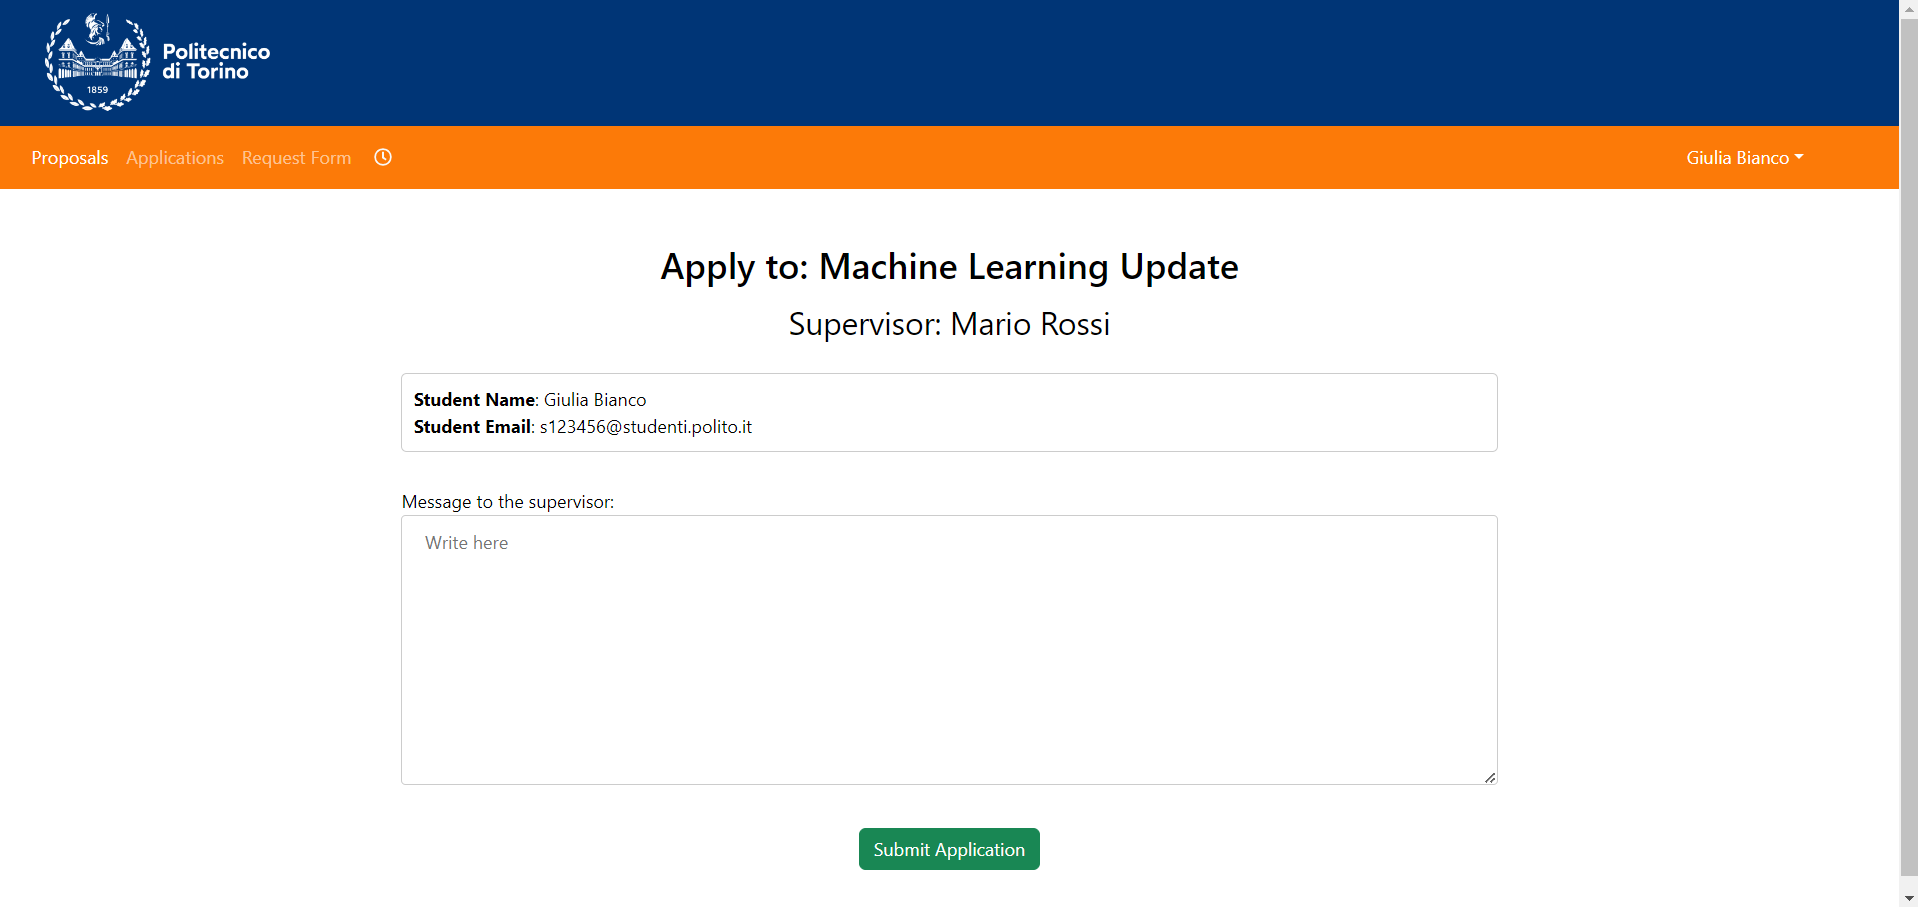 1859
Politecnico
di Torino
Proposals Applications Request Form Giulia Bianco
Apply to: Machine Learning Update
Supervisor: Mario Rossi
Student Name: Giulia Bianco
Student Email: s123456@studenti.polito.it
Message to the supervisor:
Write here
Submit Application